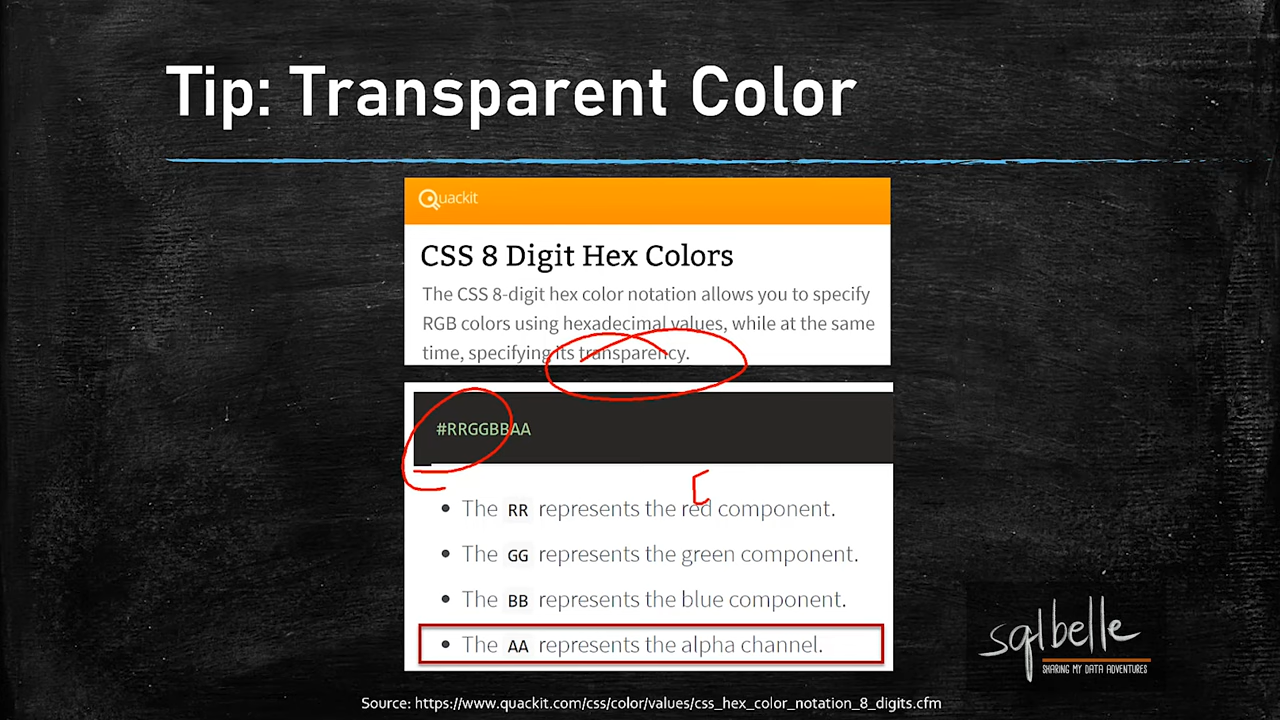 Tip: Transparent Color
Quackit
CSS 8 Digit Hex Colors
The CSS 8-digit hex color notation allows you to specify
RGB colors using hexadecimal values, while at the same
time, specifying its transparency.
#RRGGBBAA
• The RR represents the red component.
• The GG represents the green component.
• The BB represents the blue component.
• The AA represents the alpha channel.
sqlbelle
SHARING MY DATA ADVENTURES
Source: https://www.quackit.com/css/color/values/css_hex_color_notation_8_digits.cfm